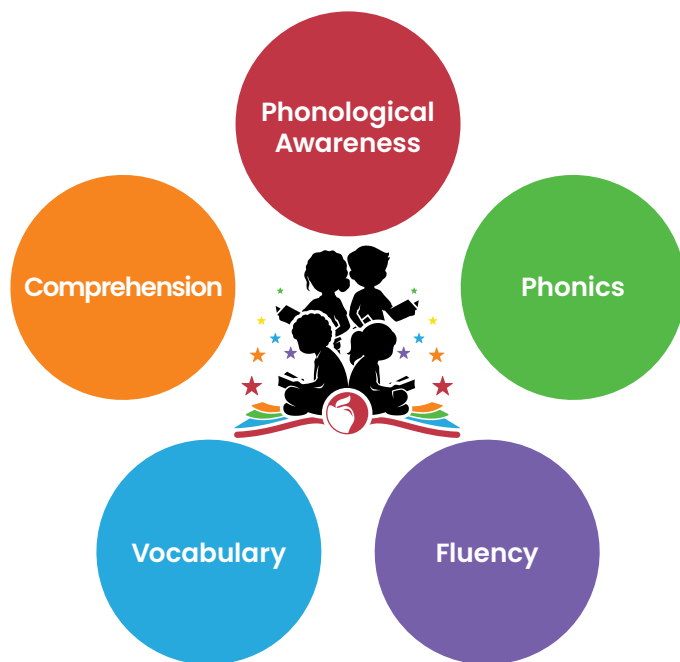 Phonological
Awareness
Phonics
Fluency
Vocabulary
Comprehension